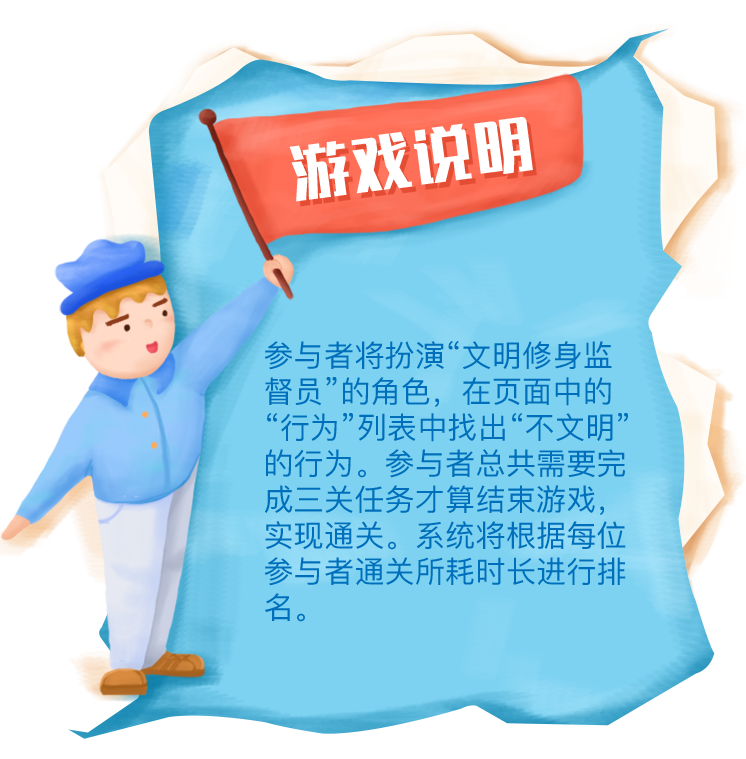 游戏说明
参与者将扮演“文明修身监
督员”的角色，在页面中的
“行为”列表中找出“不文明”
的行为。参与者总共需要完
成三关任务才算结束游戏，
实现通关。系统将根据每位
参与者通关所耗时长进行排
名。